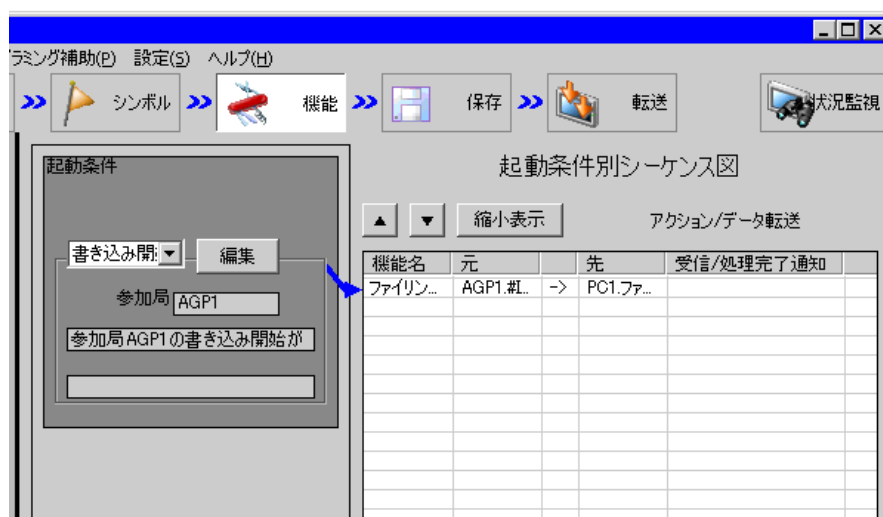 ラミング補助(P) 設定(S) ヘルプ(H)
シンボル 機能 保存 転送 状況監視
起動条件
起動条件別シーケンス図
縮小表示
アクション/データ転送
書き込み開
編集
参加局 AGP1
参加局AGP1の書き込み開始が
機能名 元 先 受信/処理完了通知
ファイリン... AGP1.#I... -> PC1.ファ...